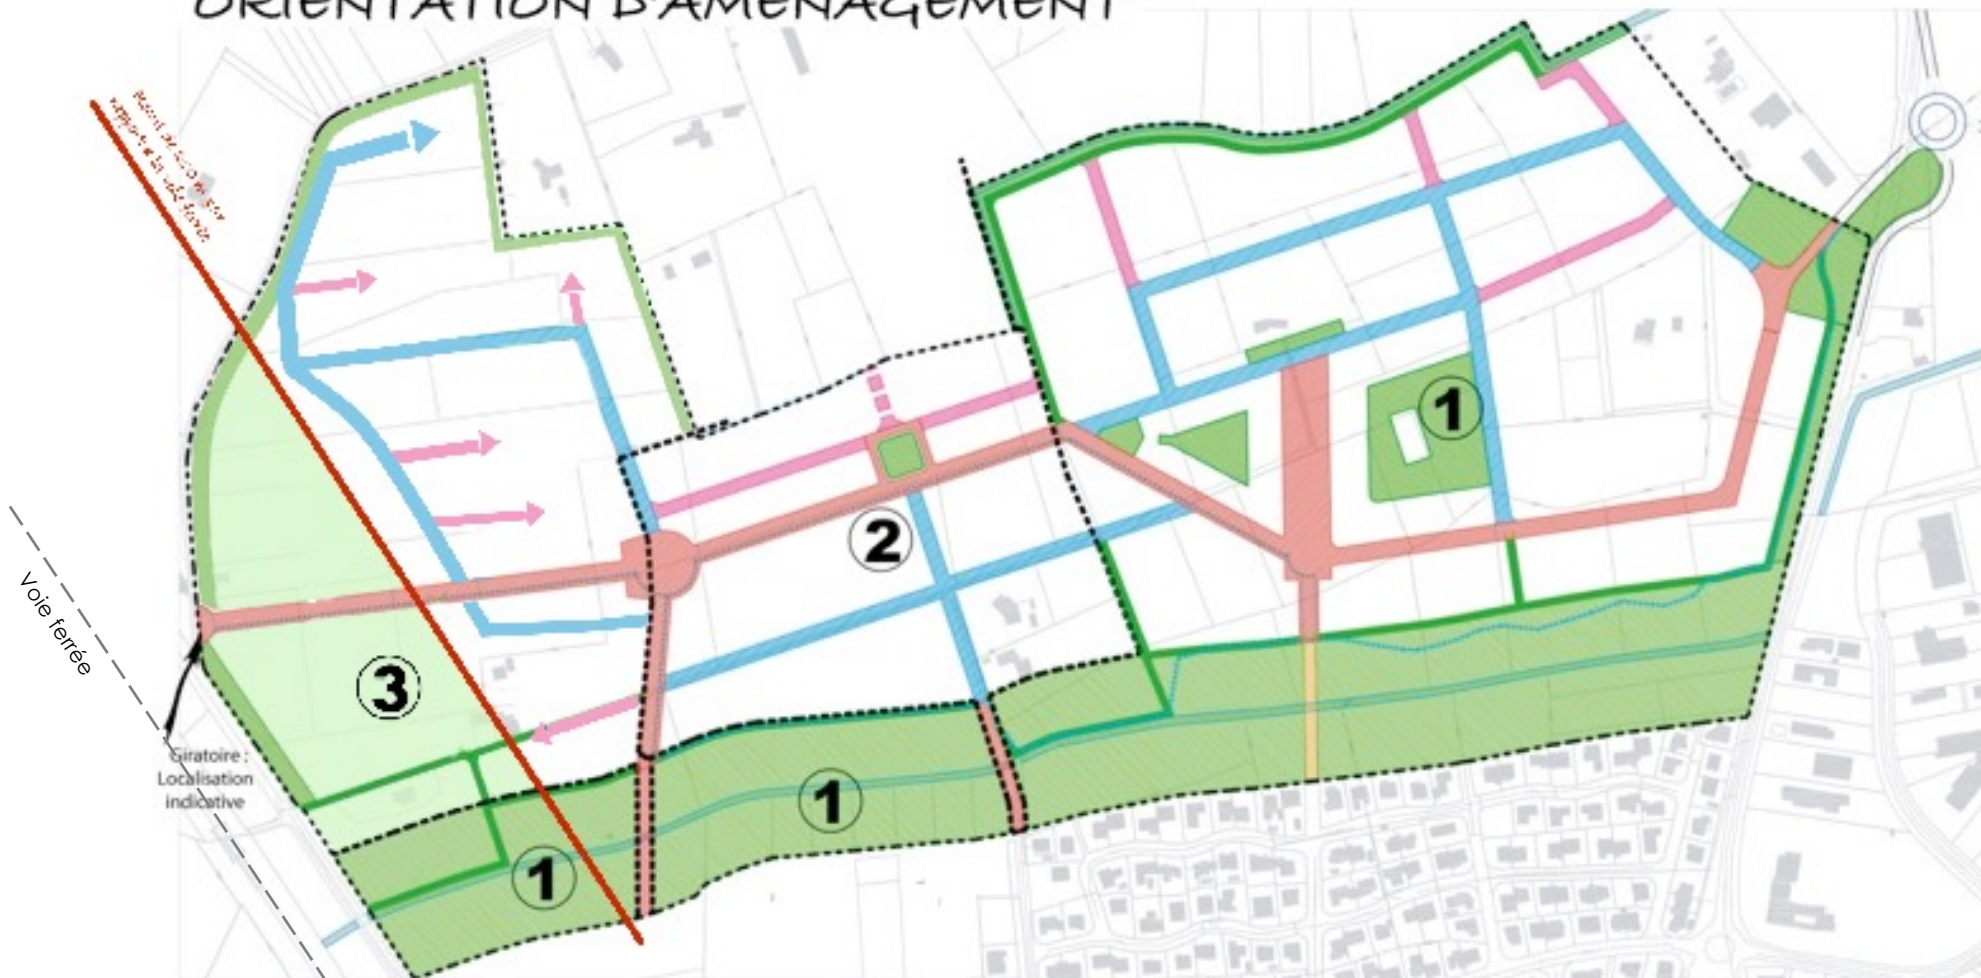 ORIENTATION D'AMENAGEMENT
1
2
3
1
1
Voie ferrée
Giratoire :
Localisation
indicative